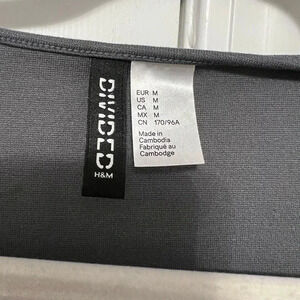 DIVIDED
H&M
EUR M
US M
CA M
MX M
CN 170/96A
Made in
Cambodia
Fabriqué au
Cambodge